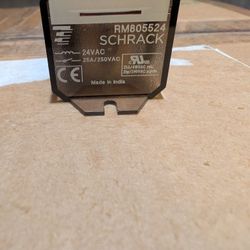 RM805524
SCHRACK
24VAC
25A/250VAC
Made in India